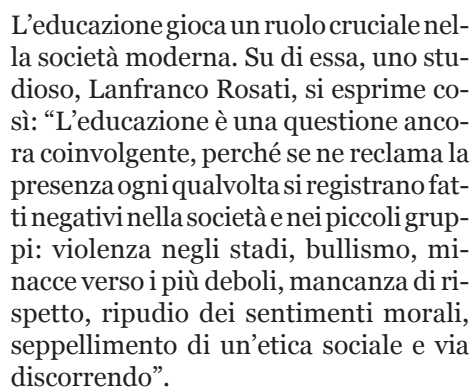 L'educazione gioca un ruolo cruciale nel-
la società moderna. Su di essa, uno stu-
dioso, Lanfranco Rosati, si esprime co-
sì: “L'educazione è una questione anco-
ra coinvolgente, perché se ne reclama la
presenza ogni qualvolta si registrano fat-
ti negativi nella società e nei piccoli grup-
pi: violenza negli stadi, bullismo, mi-
nacce verso i più deboli, mancanza di ri-
spetto, ripudio dei sentimenti morali,
seppellimento di un'etica sociale e via
discorrendo”.